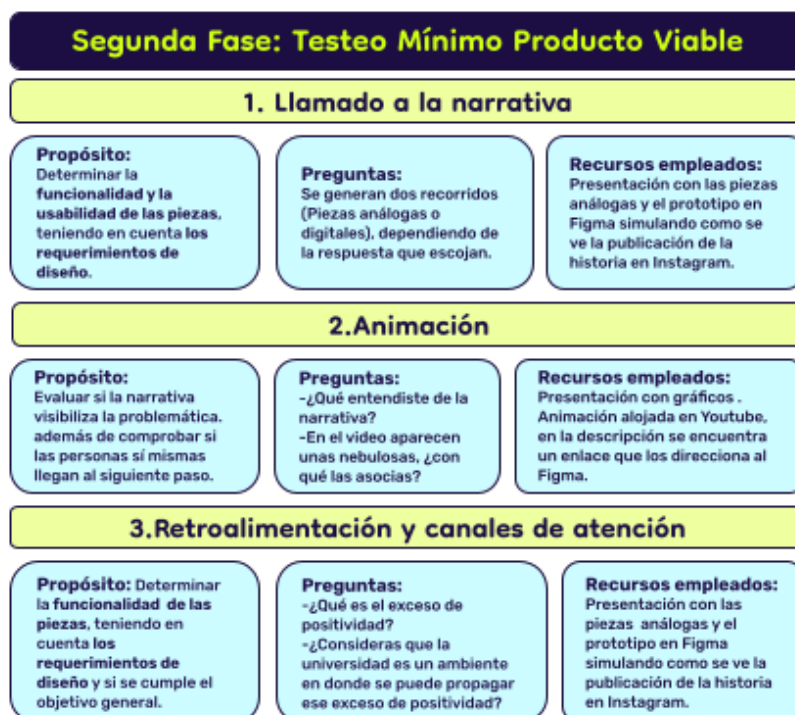 Segunda Fase: Testeo Mínimo Producto Viable
1. Llamado a la narrativa
Propósito:
Determinar la
funcionalidad y la
usabilidad de las piezas,
teniendo en cuenta los
requerimientos de
diseño.
Preguntas:
Se generan dos recorridos
(Piezas análogas o
digitales), dependiendo de
la respuesta que escojan.
Recursos empleados:
Presentación con las piezas
análogas y el prototipo en
Figma simulando como se
ve la publicación de la
historia en Instagram.
2.Animación
Propósito:
Evaluar si la narrativa
visibiliza la problemática.
además de comprobar si
las personas sí mismas
llegan al siguiente paso.
Preguntas:
-¿Qué entendiste de la
narrativa?
-En el video aparecen
unas nebulosas, ¿con
qué las asocias?
Recursos empleados:
Presentación con gráficos .
Animación alojada en Youtube,
en la descripción se encuentra
un enlace que los direcciona al
Figma.
3.Retroalimentación y canales de atención
Propósito: Determinar
la funcionalidad de las
piezas, teniendo en
cuenta los
requerimientos de
diseño y si se cumple el
objetivo general.
Preguntas:
-¿Qué es el exceso de
positividad?
-¿Consideras que la
universidad es un ambiente
en donde se puede propagar
ese exceso de positividad?
Recursos empleados:
Presentación con las
piezas análogas y el
prototipo en Figma
simulando como se ve la
publicación de la historia
en Instagram.